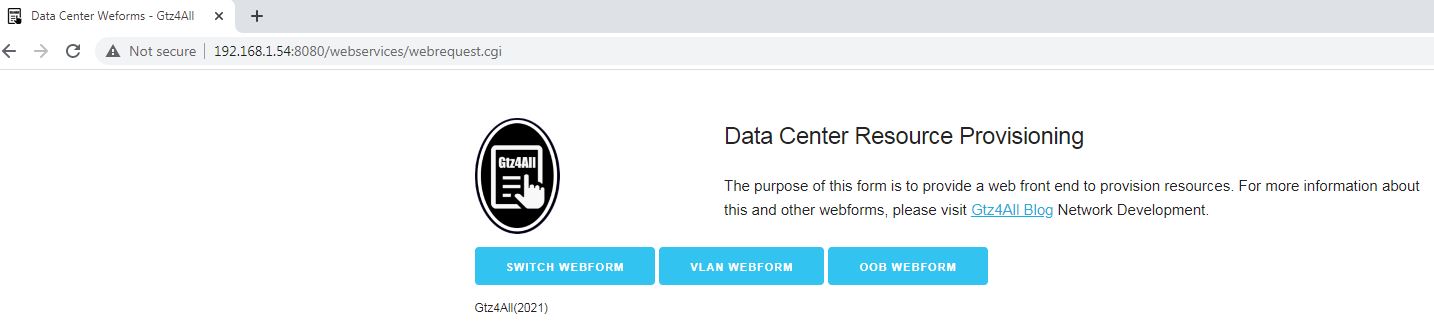 Data Center Weforms - Gtz4All
Not secure | 192.168.1.54:8080/webservices/webrequest.cgi
Gtz4All
Data Center Resource Provisioning
The purpose of this form is to provide a web front end to provision resources. For more information about
this and other webforms, please visit Gtz4All Blog Network Development.
SWITCH WEBFORM VLAN WEBFORM OOB WEBFORM
Gtz4All(2021)